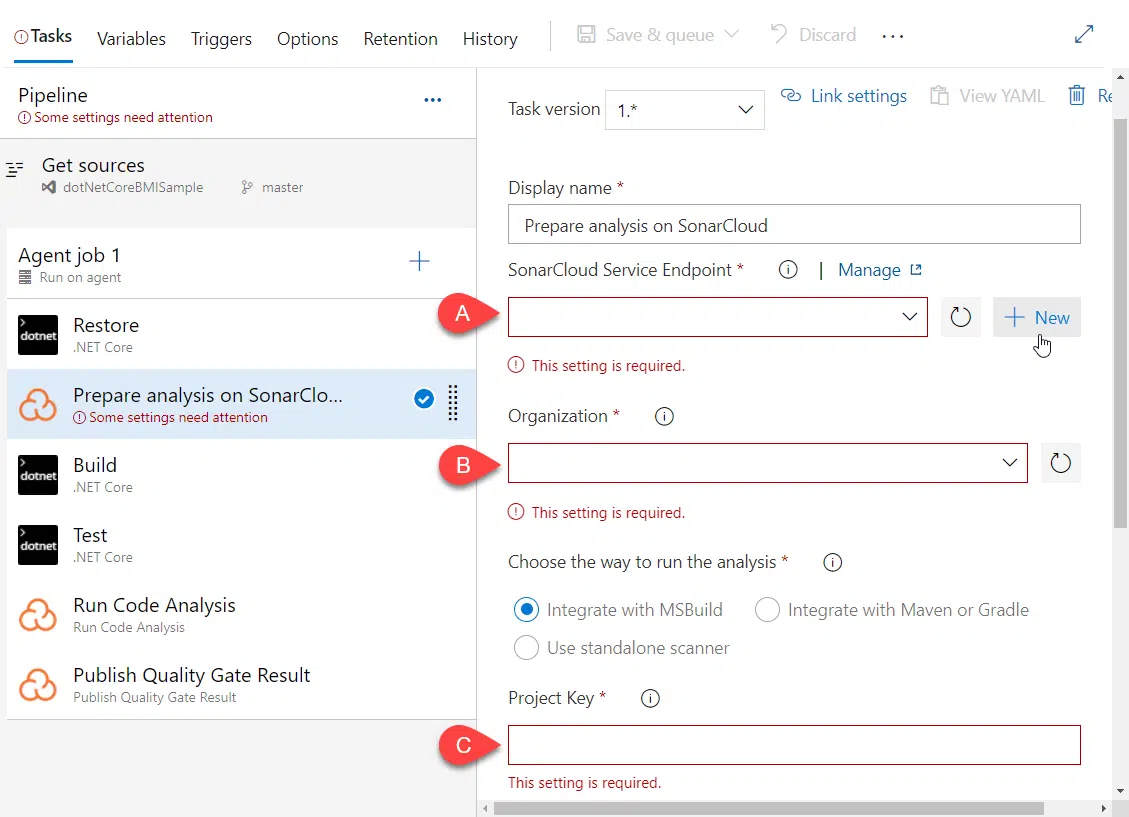 Tasks Variables Triggers Options Retention History Save & queue Discard ...
Pipeline ...
Some settings need attention
Get sources
dotNetCoreBMISample master
Agent job 1
Run on agent
>
dotnet
Restore
.NET Core
Prepare analysis on SonarClo...
Some settings need attention
>
dotnet
Build
.NET Core
>
dotnet
Test
.NET Core
Run Code Analysis
Run Code Analysis
Publish Quality Gate Result
Publish Quality Gate Result
Task version 1.* Link settings View YAML Re
Display name *
Prepare analysis on SonarCloud
SonarCloud Service Endpoint * | Manage
A
New
This setting is required.
Organization *
B
This setting is required.
Choose the way to run the analysis *
Integrate with MSBuild Integrate with Maven or Gradle
Use standalone scanner
Project Key *
C
This setting is required.